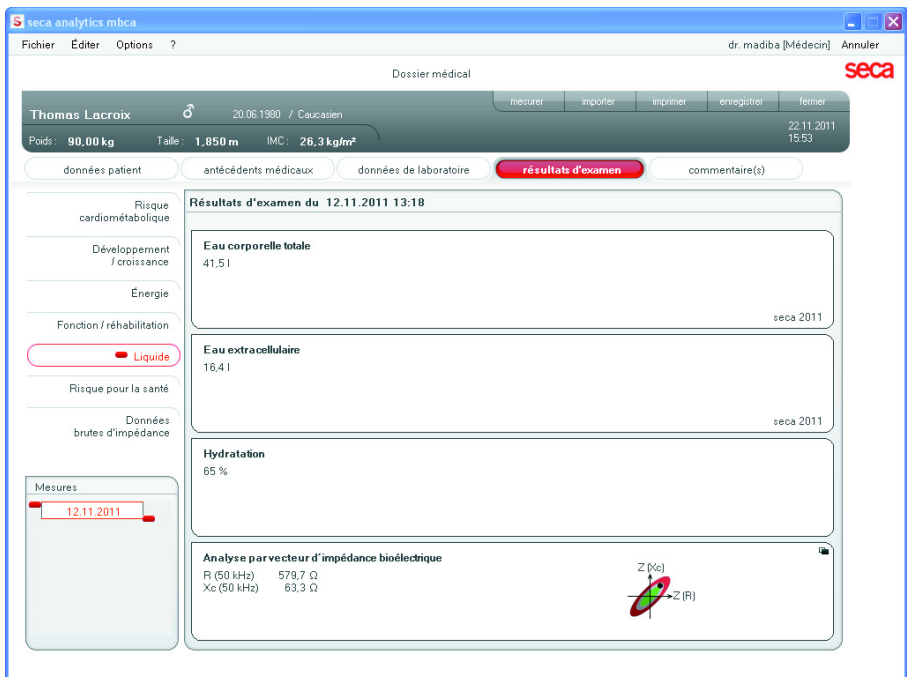 S seca analytics mbca
Fichier Éditer Options ? dr. madiba [Médecin] Annuler
Dossier médical
seca
mesurer importer imprimer enregistrer fermer
Thomas Lacroix ♂ 20.06.1980 / Caucasien
22.11.2011
15:53
Poids: 90,00 kg Taille: 1,850 m IMC: 26,3 kg/m²
données patient antécédents médicaux données de laboratoire résultats d'examen commentaire(s)
Risque
cardiométabolique
Développement
/ croissance
Énergie
Fonction / réhabilitation
Liquide
Risque pour la santé
Données
brutes d'impédance
Mesures
12.11.2011
Résultats d'examen du 12.11.2011 13:18
Eau corporelle totale
41,5 l
seca 2011
Eau extracellulaire
16,4 l
seca 2011
Hydratation
65 %
Analyse par vecteur d´impédance bioélectrique
R (50 kHz) 579,7 Ω
Xc (50 kHz) 63,3 Ω
Z (Xc)
Z (R)